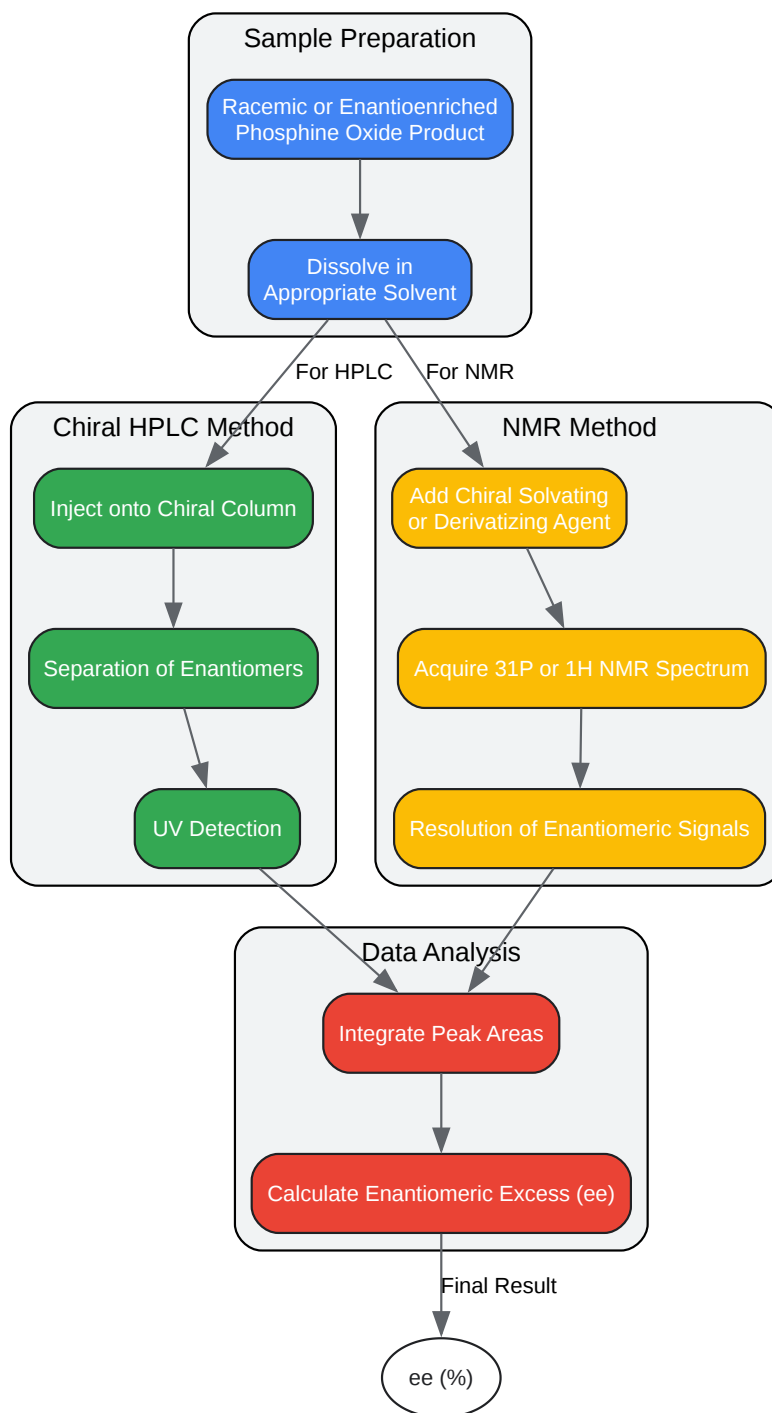 Sample Preparation
Racemic or Enantioenriched
Phosphine Oxide Product
Dissolve in
Appropriate Solvent
For HPLC
For NMR
Chiral HPLC Method
Inject onto Chiral Column
Separation of Enantiomers
UV Detection
NMR Method
Add Chiral Solvating
or Derivatizing Agent
Acquire 31P or 1H NMR Spectrum
Resolution of Enantiomeric Signals
Data Analysis
Integrate Peak Areas
Calculate Enantiomeric Excess (ee)
Final Result
ee (%)